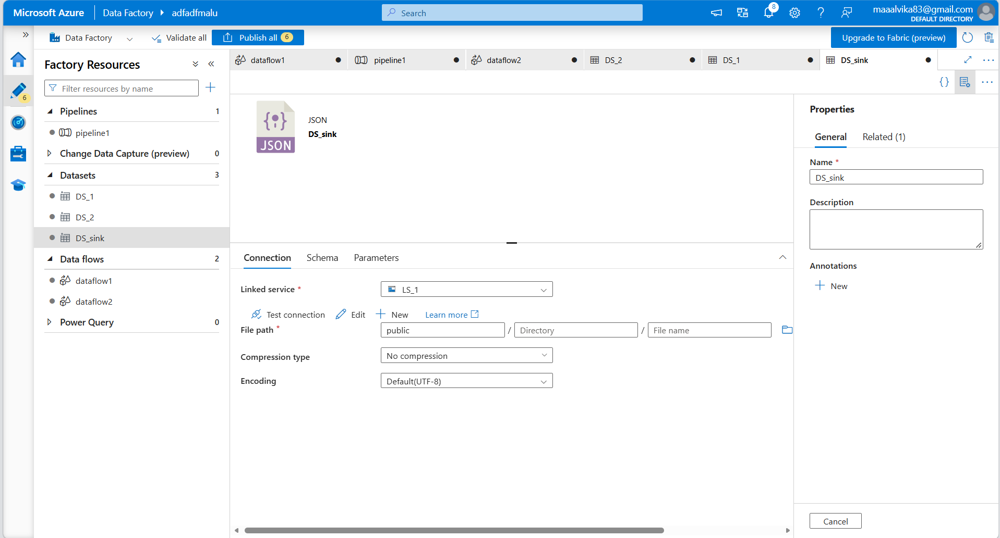 Microsoft Azure
Data Factory
adfadfmalu
Search
8
maaalvika83@gmail.com
DEFAULT DIRECTORY
Data Factory
Validate all
Publish all
6
Upgrade to Fabric (preview)
6
Factory Resources
Filter resources by name
Pipelines 1
pipeline1
Change Data Capture (preview) 0
Datasets 3
DS_1
DS_2
DS_sink
Data flows 2
dataflow1
dataflow2
Power Query 0
dataflow1
pipeline1
dataflow2
DS_2
DS_1
DS_sink
{}
JSON
JSON
DS_sink
Connection
Schema
Parameters
Linked service *
LS_1
Test connection
Edit
New
Learn more
File path *
public / Directory / File name
Compression type
No compression
Encoding
Default(UTF-8)
Properties
General
Related (1)
Name *
DS_sink
Description
Annotations
New
Cancel